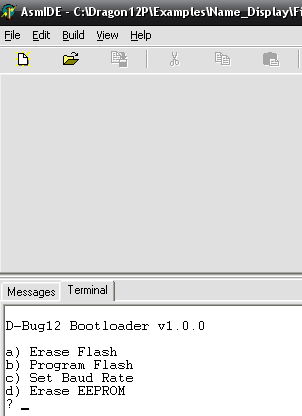 AsmIDE - C:\Dragon12P\Examples\Name_Display\Fi
File Edit Build View Help
Messages Terminal
D-Bug12 Bootloader v1.0.0
a) Erase Flash
b) Program Flash
c) Set Baud Rate
d) Erase EEPROM
? _